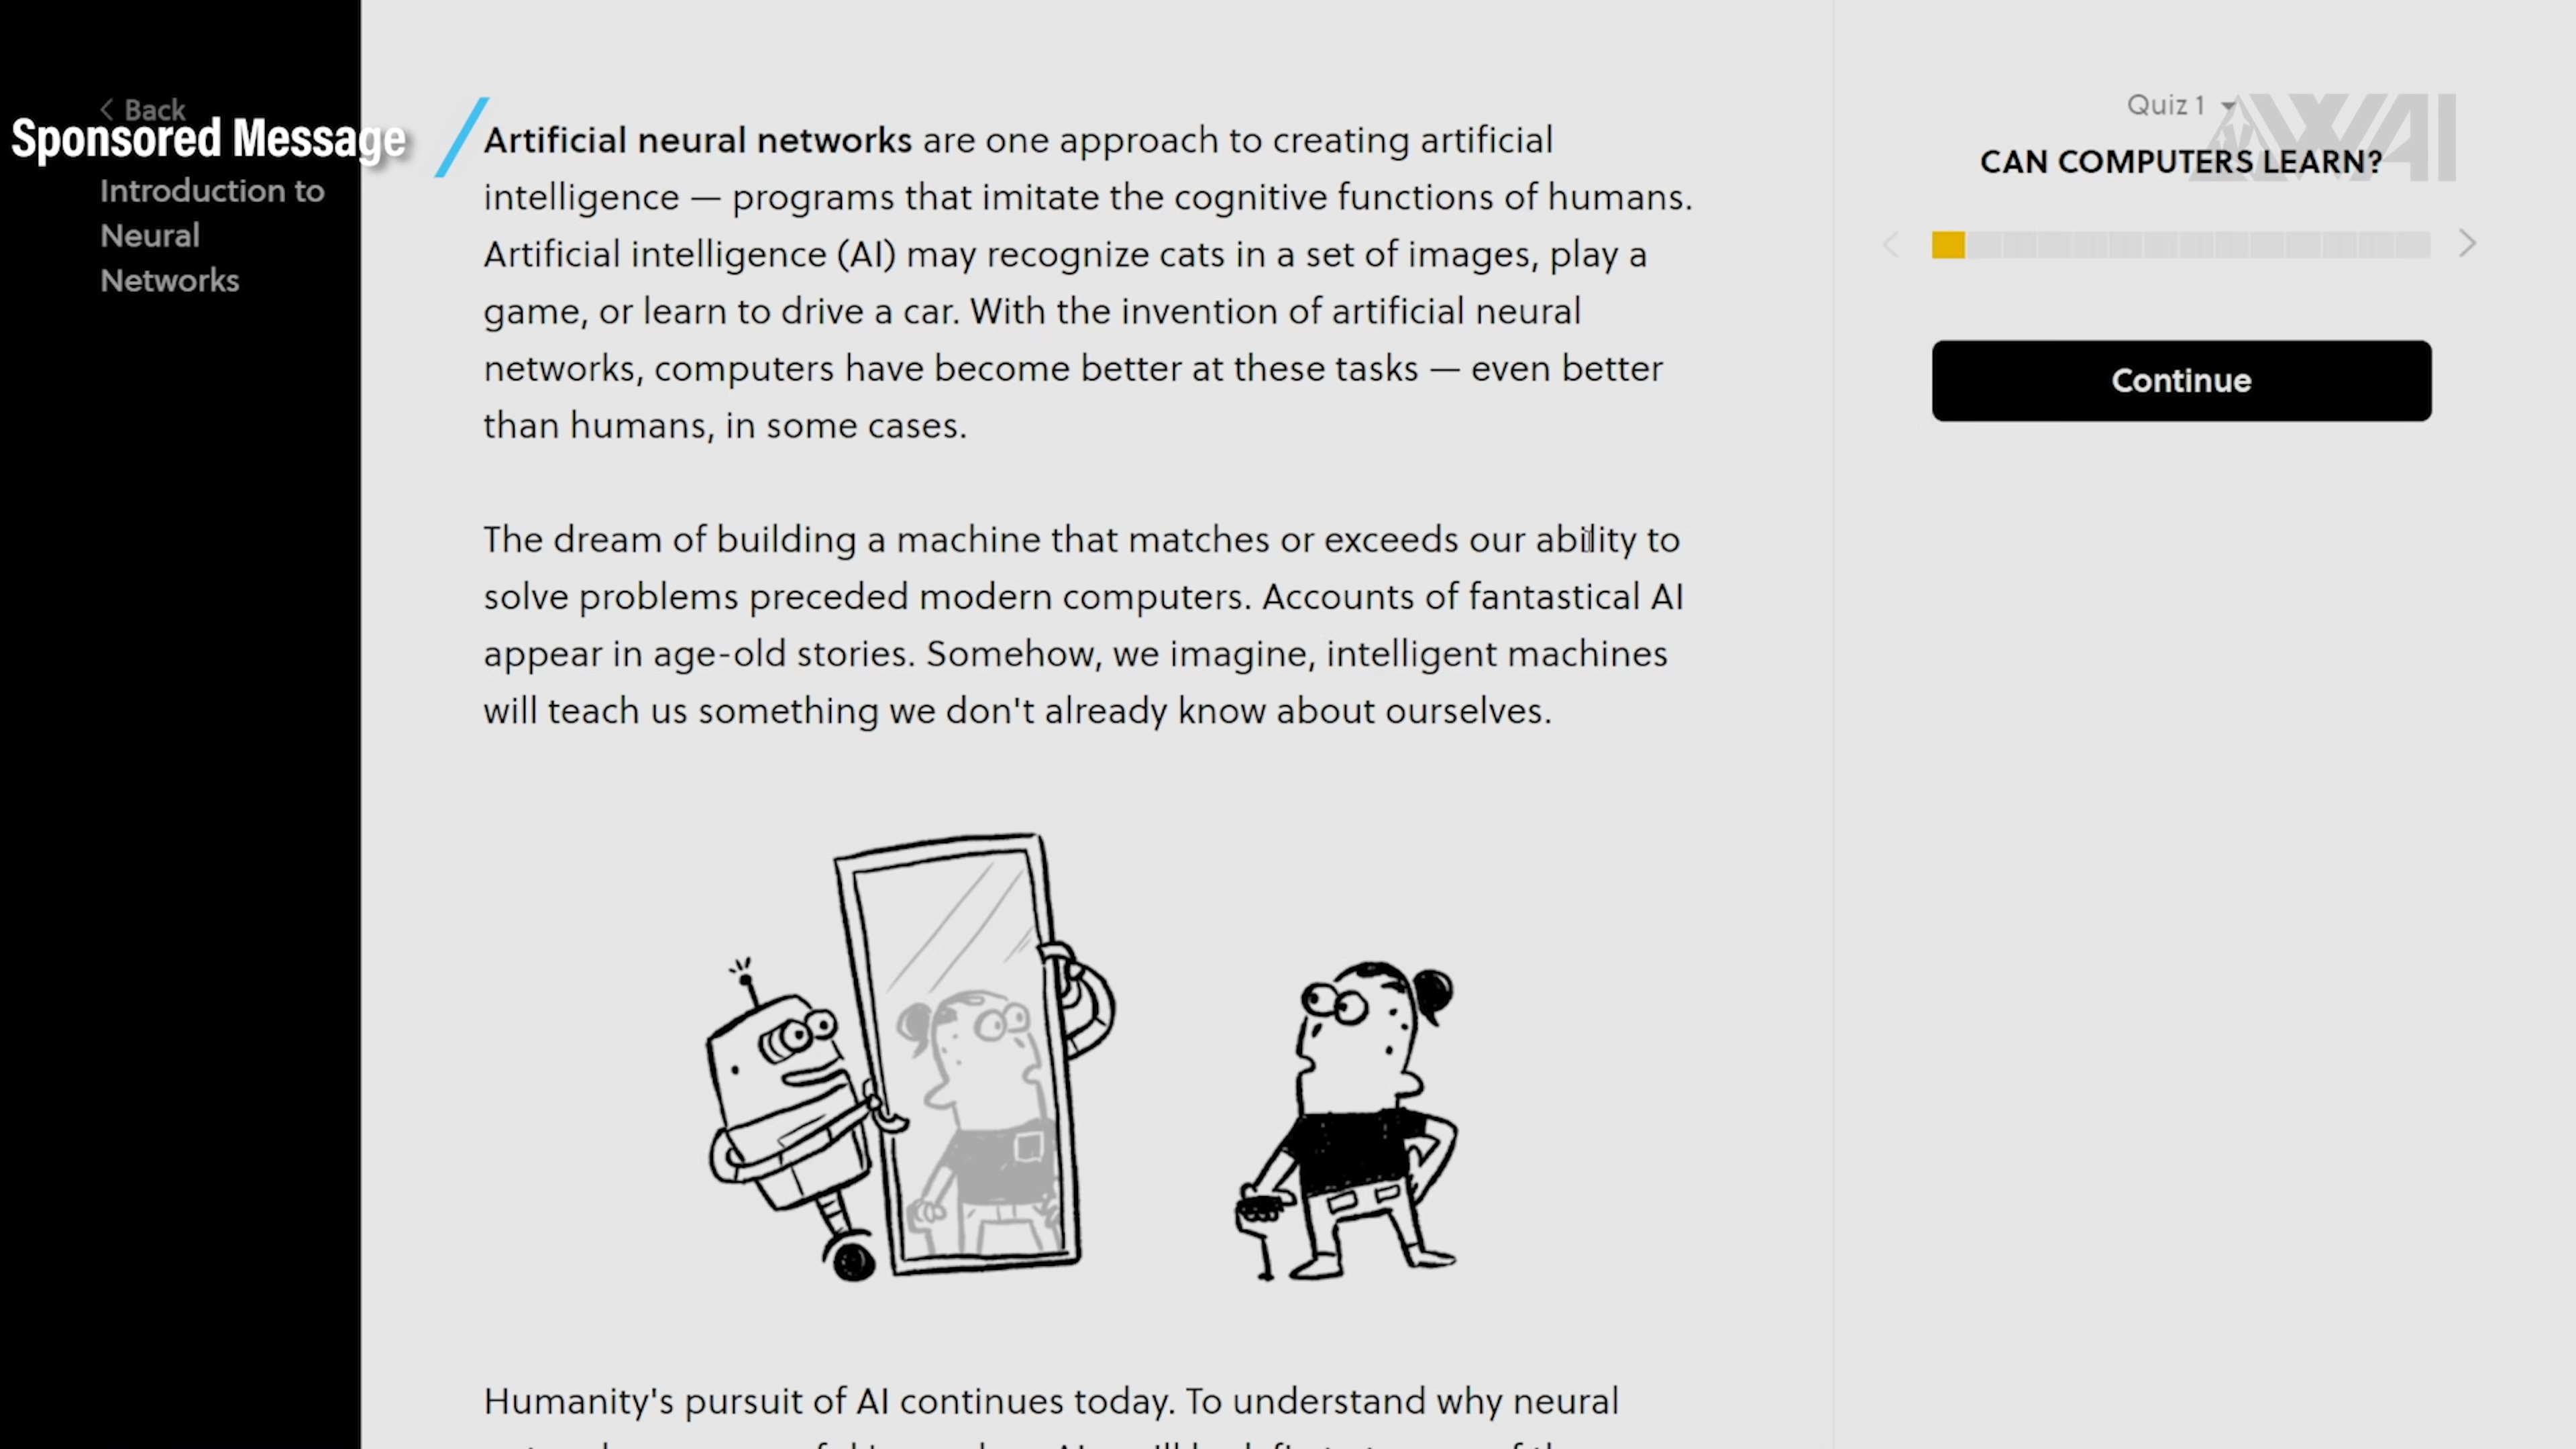 Back
Sponsored Message
Introduction to
Neural
Networks
Artificial neural networks are one approach to creating artificial
intelligence — programs that imitate the cognitive functions of humans.
Artificial intelligence (AI) may recognize cats in a set of images, play a
game, or learn to drive a car. With the invention of artificial neural
networks, computers have become better at these tasks — even better
than humans, in some cases.
The dream of building a machine that matches or exceeds our ability to
solve problems preceded modern computers. Accounts of fantastical AI
appear in age-old stories. Somehow, we imagine, intelligent machines
will teach us something we don't already know about ourselves.
Humanity's pursuit of AI continues today. To understand why neural
Quiz 1
AWAI
CAN COMPUTERS LEARN?
Continue